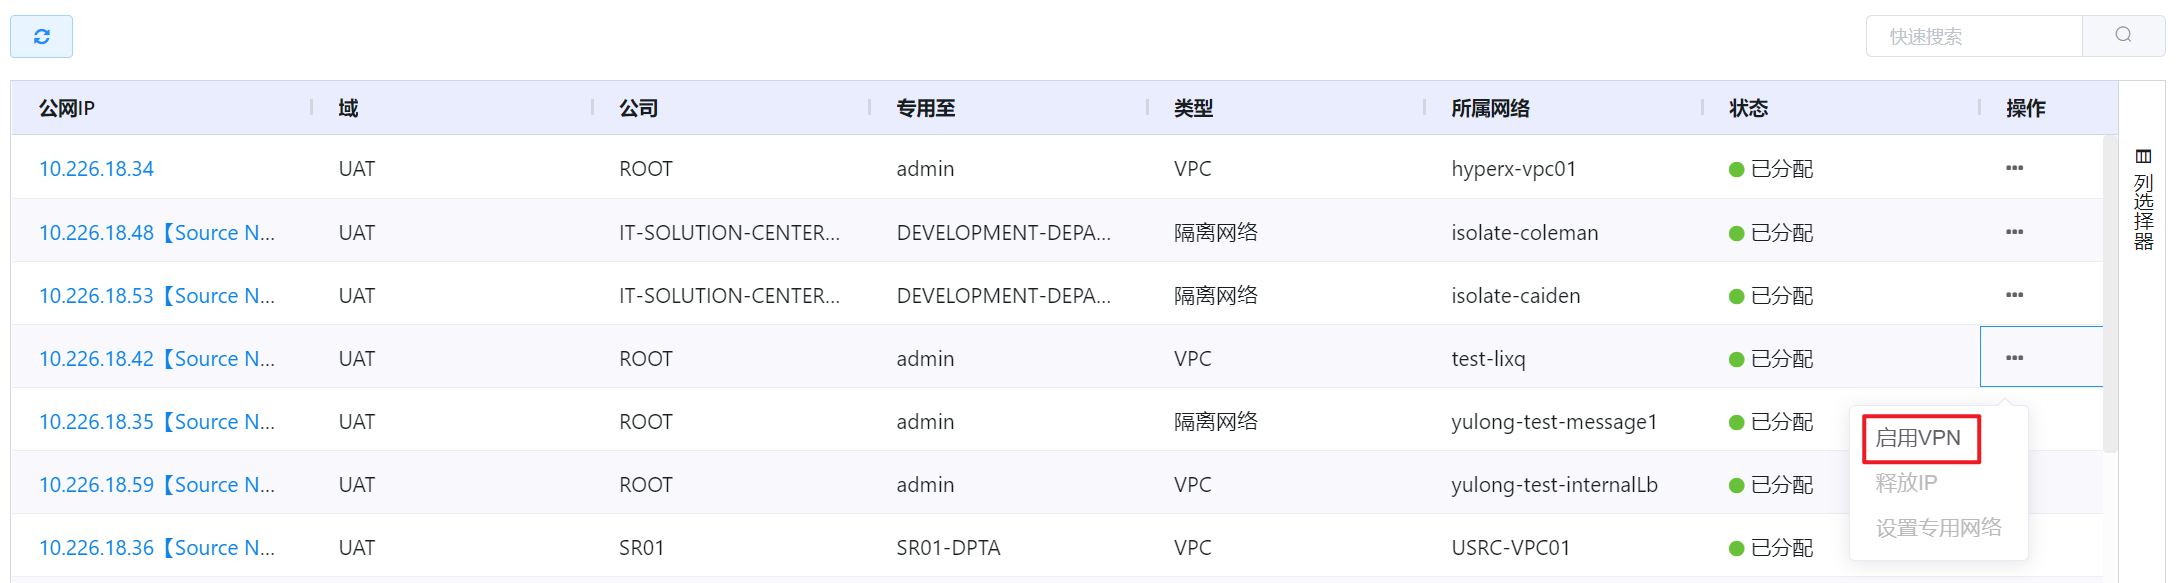 快速搜索
公网IP 域 公司 专用至 类型 所属网络 状态 操作
10.226.18.34 UAT ROOT admin VPC hyperx-vpc01 已分配 ···
10.226.18.48【Source N... UAT IT-SOLUTION-CENTER... DEVELOPMENT-DEPA... 隔离网络 isolate-coleman 已分配 ···
10.226.18.53【Source N... UAT IT-SOLUTION-CENTER... DEVELOPMENT-DEPA... 隔离网络 isolate-caiden 已分配 ···
10.226.18.42【Source N... UAT ROOT admin VPC test-lixq 已分配 ···
10.226.18.35【Source N... UAT ROOT admin 隔离网络 yulong-test-message1 已分配
10.226.18.59【Source N... UAT ROOT admin VPC yulong-test-internalLb 已分配
10.226.18.36【Source N... UAT SR01 SR01-DPTA VPC USRC-VPC01 已分配
启用VPN
释放IP
设置专用网络
列选择器